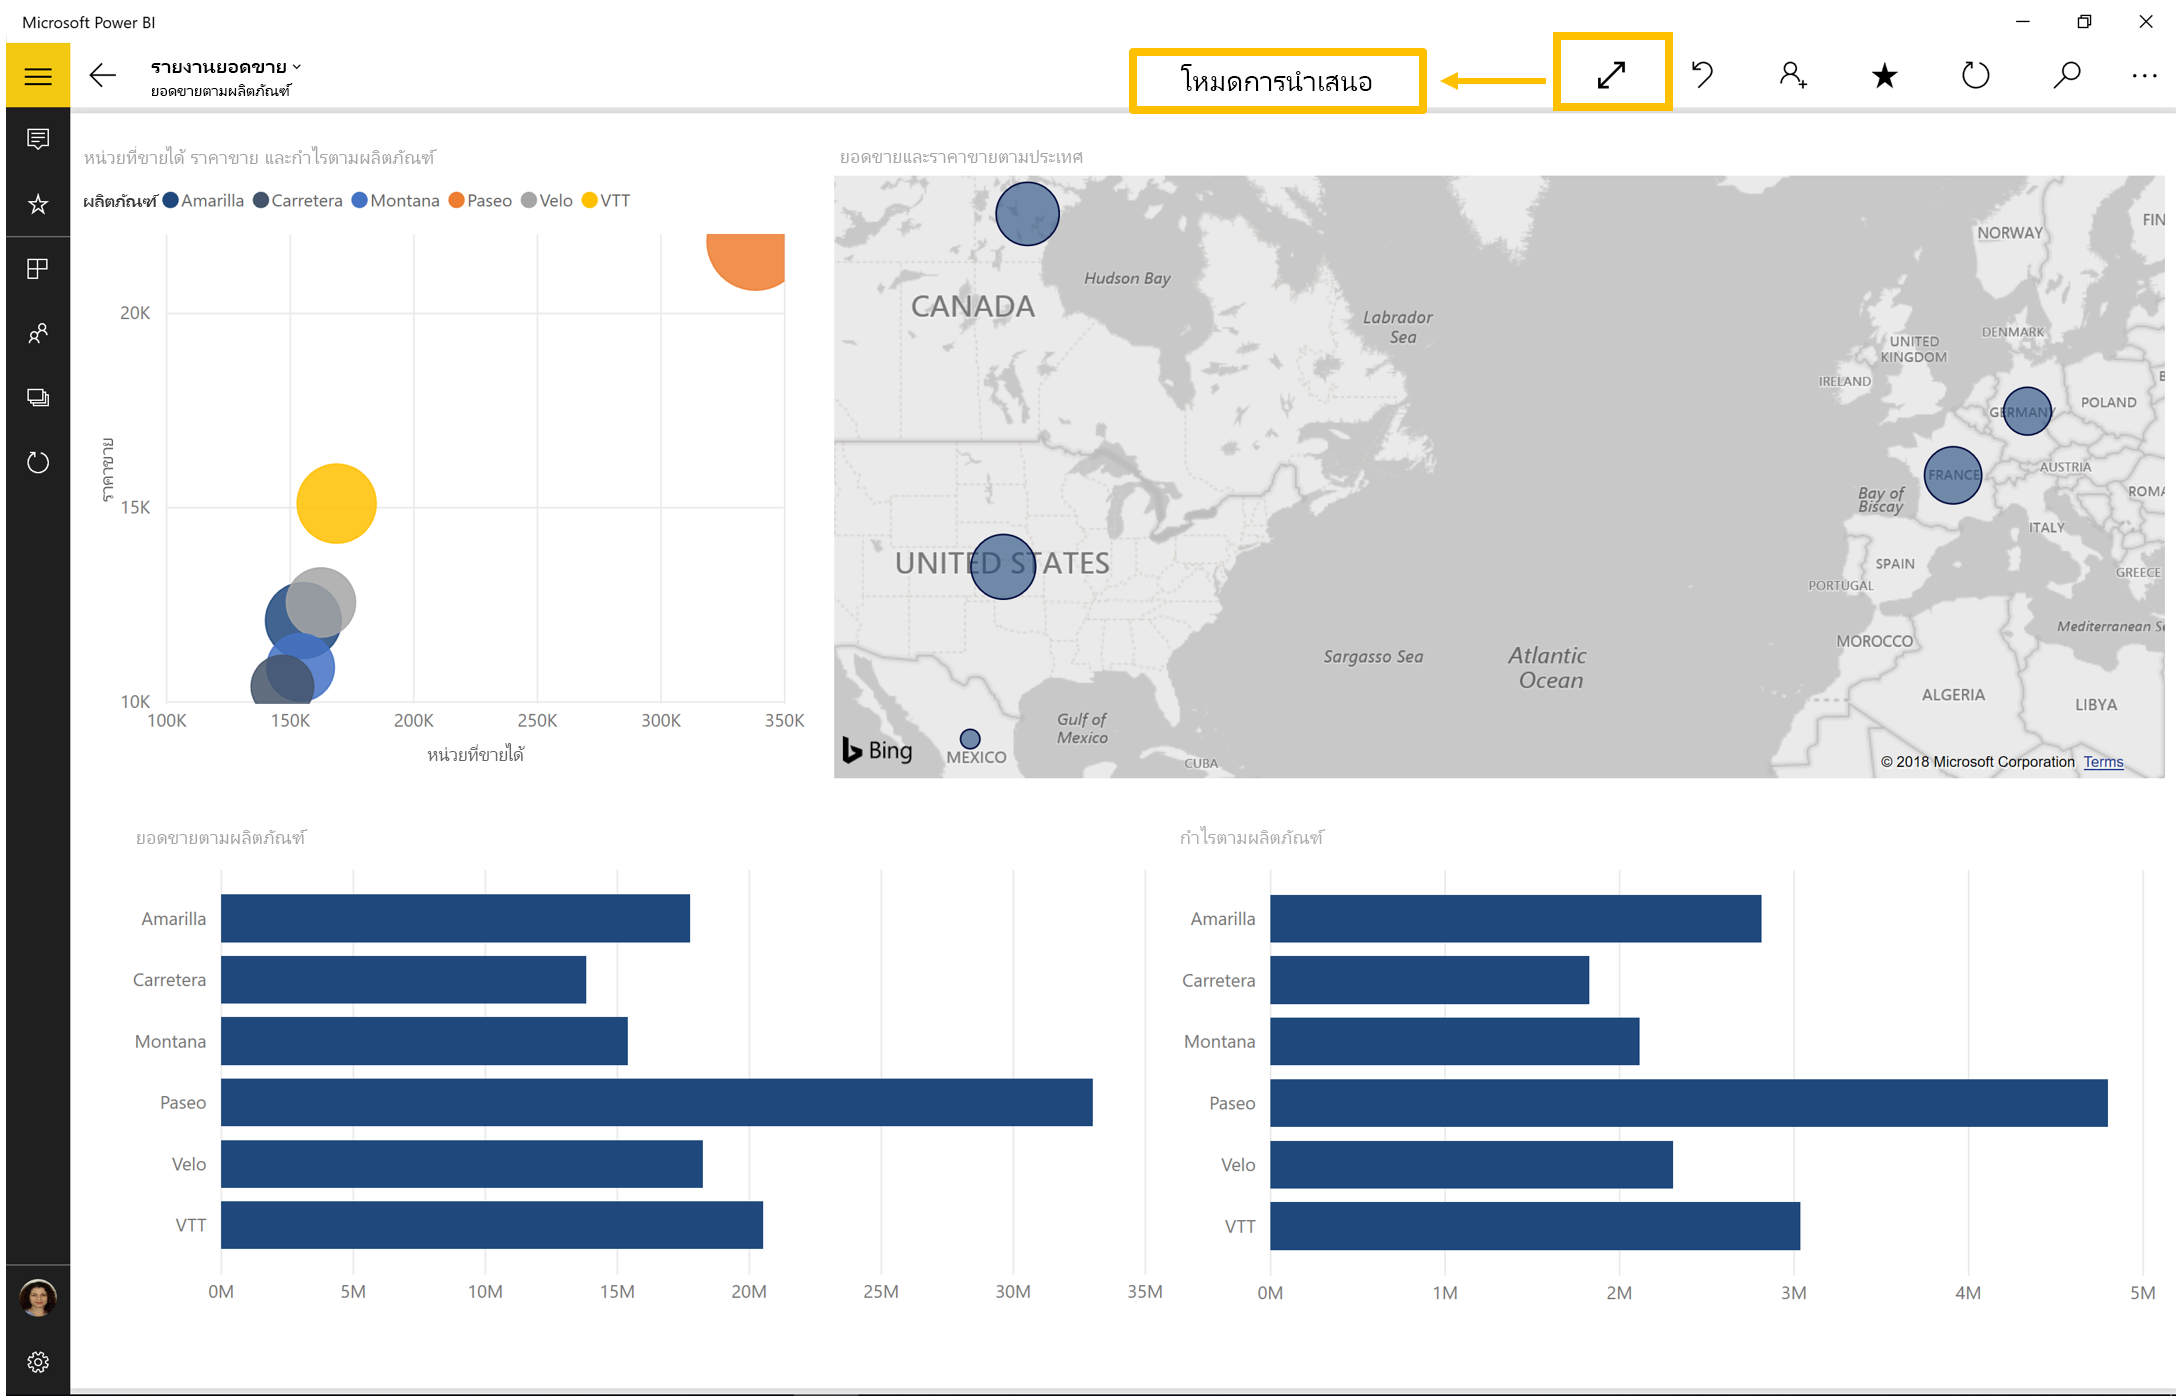 Microsoft Power BI
รายงานยอดขาย
ยอดขายตามผลิตภัณฑ์
โหมดการนำเสนอ
หน่วยที่ขายได้ ราคาขาย และกำไรตามผลิตภัณฑ์
ผลิตภัณฑ์ Amarilla Carretera Montana Paseo Velo VTT
20K
15K
10K
ราคาขาย
100K 150K 200K 250K 300K 350K
หน่วยที่ขายได้
ยอดขายและราคาขายตามประเทศ
NORWAY
FIN
Hudson Bay
CANADA
Labrador
Sea
DENMARK
UNITED
KINGDOM
IRELAND
GERMANY
POLAND
B
FRANCE
AUSTRIA
Bay of
Biscay
ROMA
ITALY
UNITED STATES
SPAIN
PORTUGAL
GREECE
Mediterranean Se
MOROCCO
Sargasso Sea
Atlantic
Ocean
ALGERIA
LIBYA
Gulf of
Mexico
Bing
MEXICO
CUBA
© 2018 Microsoft Corporation Terms
ยอดขายตามผลิตภัณฑ์
Amarilla
Carretera
Montana
Paseo
Velo
VTT
0M 5M 10M 15M 20M 25M 30M 35M
กำไรตามผลิตภัณฑ์
Amarilla
Carretera
Montana
Paseo
Velo
VTT
0M 1M 2M 3M 4M 5M